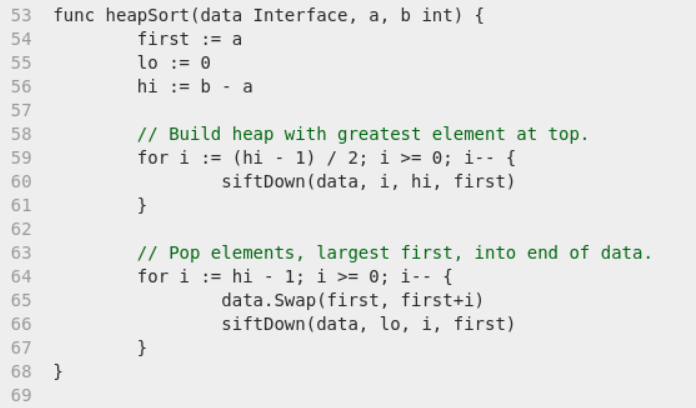 53 func heapSort(data Interface, a, b int) {
54         first := a
55         lo := 0
56         hi := b - a
57
58         // Build heap with greatest element at top.
59         for i := (hi - 1) / 2; i >= 0; i-- {
60                 siftDown(data, i, hi, first)
61         }
62
63         // Pop elements, largest first, into end of data.
64         for i := hi - 1; i >= 0; i-- {
65                 data.Swap(first, first+i)
66                 siftDown(data, lo, i, first)
67         }
68 }
69